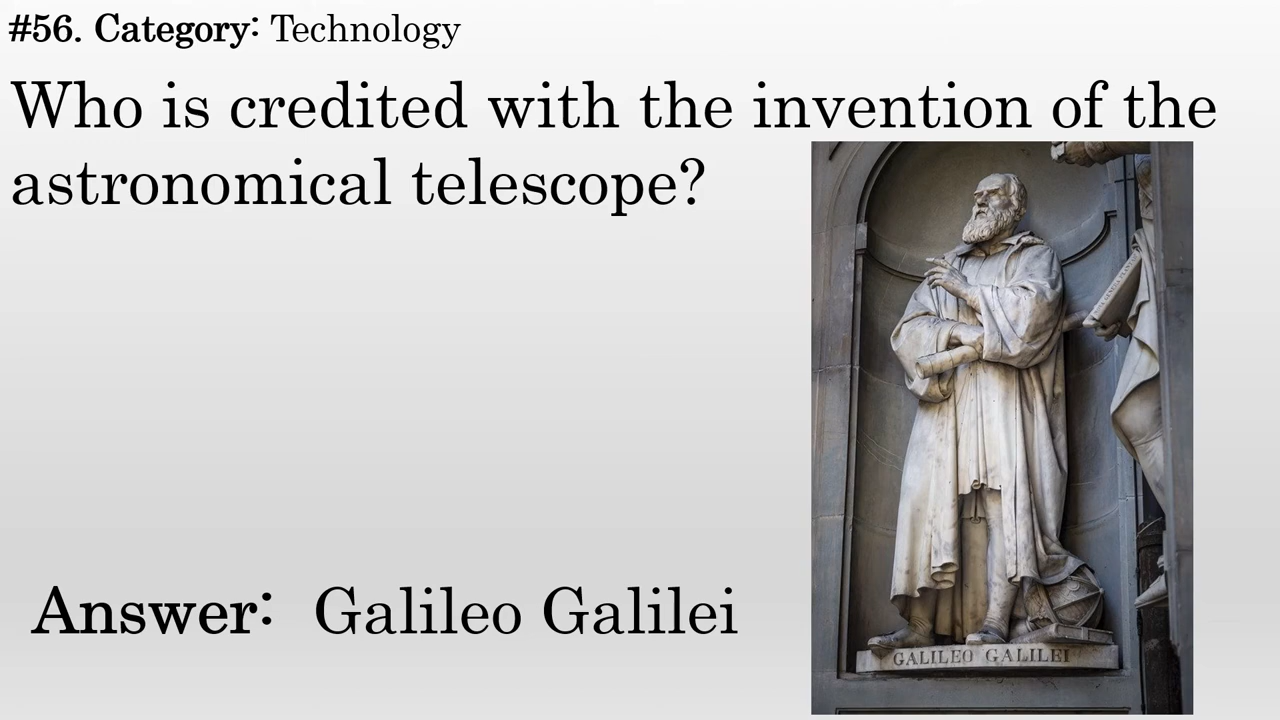 #56. Category: Technology
Who is credited with the invention of the
astronomical telescope?
Answer: Galileo Galilei
GALILEO GALILEI